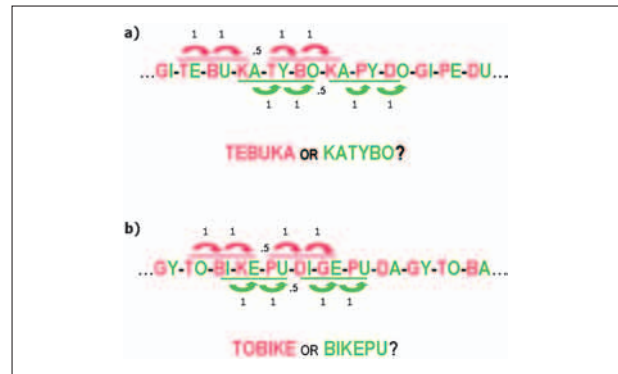 a)
1 1 .5 1 1
...GI-TE-BU-KA-TY-BO-KA-PY-DO-GI-PE-DU...
1 1 .5 1 1
TEBUKA OR KATYBO?
b)
1 1 .5 1 1
...GY-TO-BI-KE-PU-DI-GE-PU-DA-GY-TO-BA...
1 1 .5 1 1
TOBIKE OR BIKEPU?